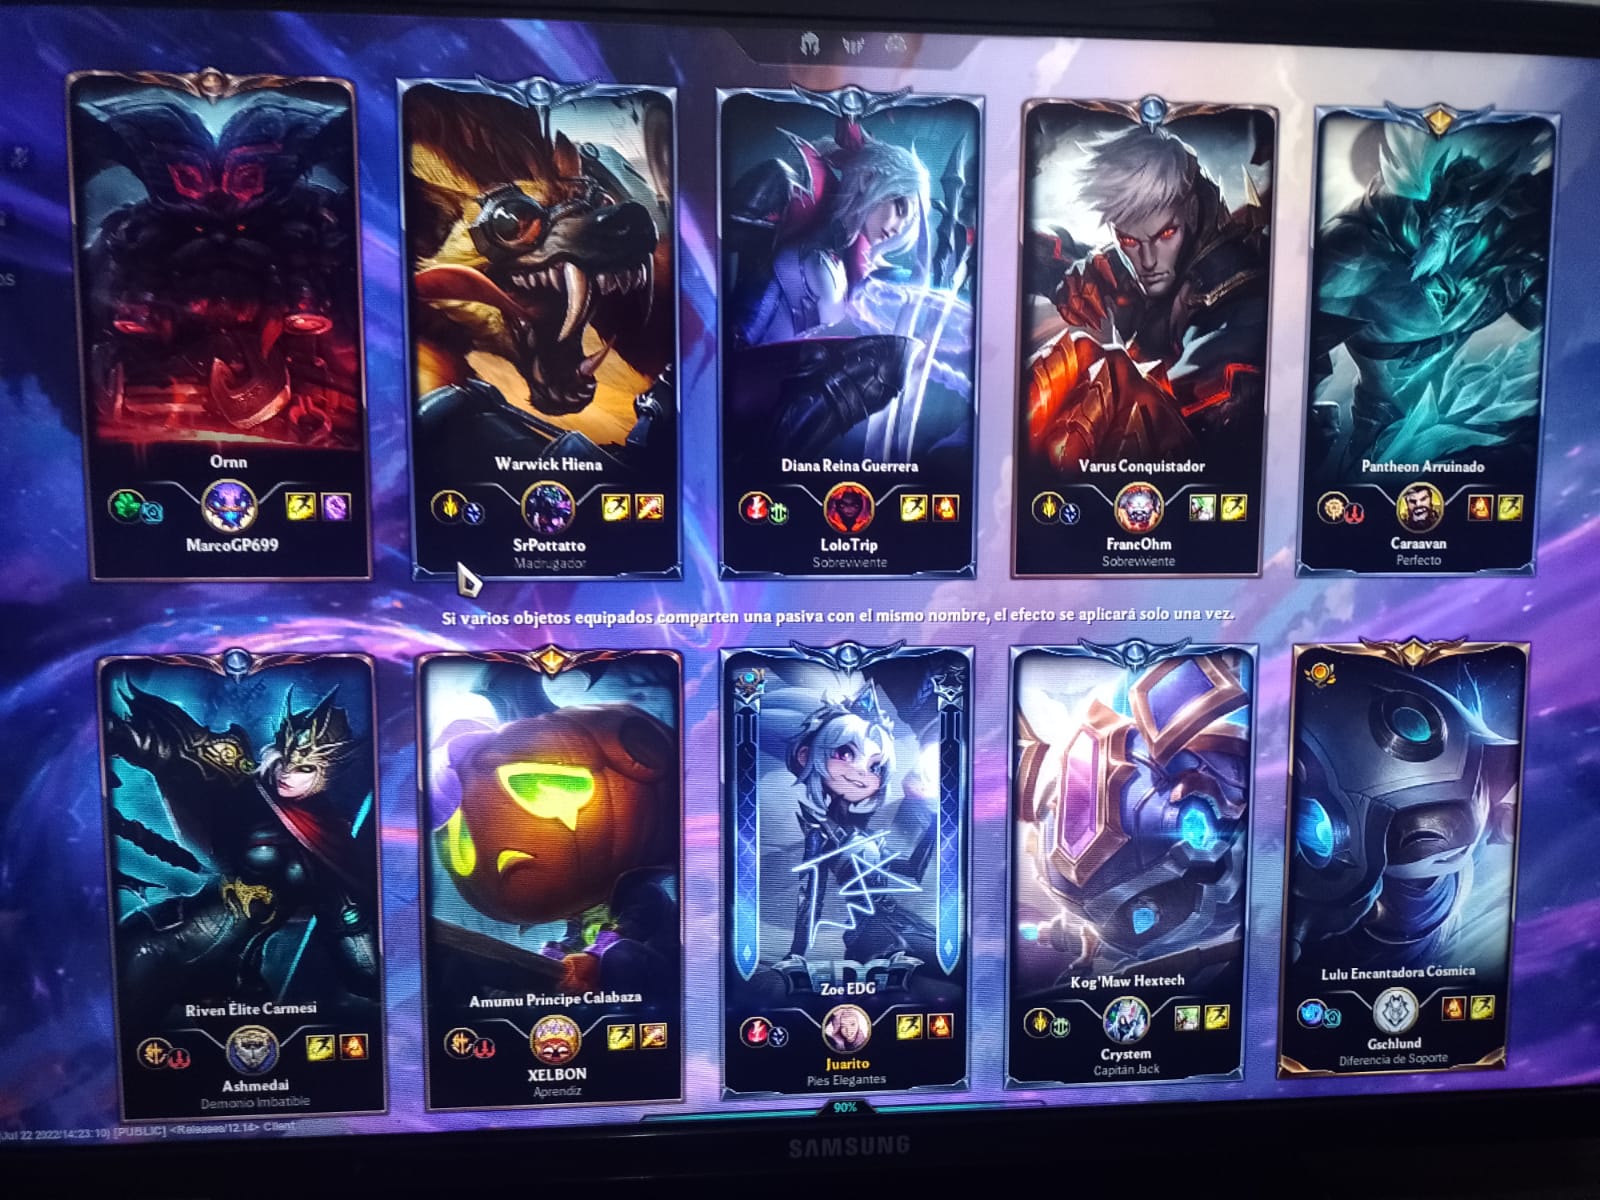 Ornn
MarcoGP699
Warwick Hiena
SrPottatto
Madrugador
Diana Reina Guerrera
LoloTrip
Sobreviviente
Varus Conquistador
FrancOhm
Sobreviviente
Pantheon Arruinado
Caraavan
Perfecto
Si varios objetos equipados comparten una pasiva con el mismo nombre, el efecto se aplicará solo una vez.
Riven Élite Carmesí
Ashmedai
Demonio Imbatible
Amumu Príncipe Calabaza
XELBON
Aprendiz
EDG
Zoe EDG
Juarito
Pies Elegantes
Kog'Maw Hextech
Crystem
Capitán Jack
Lulu Encantadora Cósmica
Gschlund
Diferencia de Soporte
90%
Jul 22 2022/14:23:10) [PUBLIC] <Releases/12.14> Client
SAMSUNG